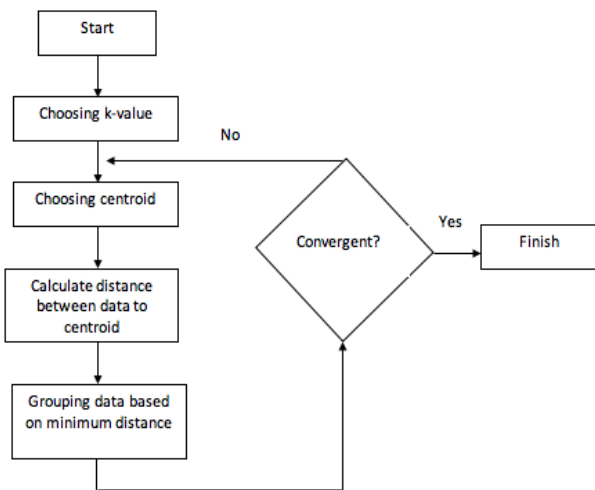 Start
Choosing k-value
No
Choosing centroid
Yes
Convergent?
Finish
Calculate distance
between data to
centroid
Grouping data based
on minimum distance